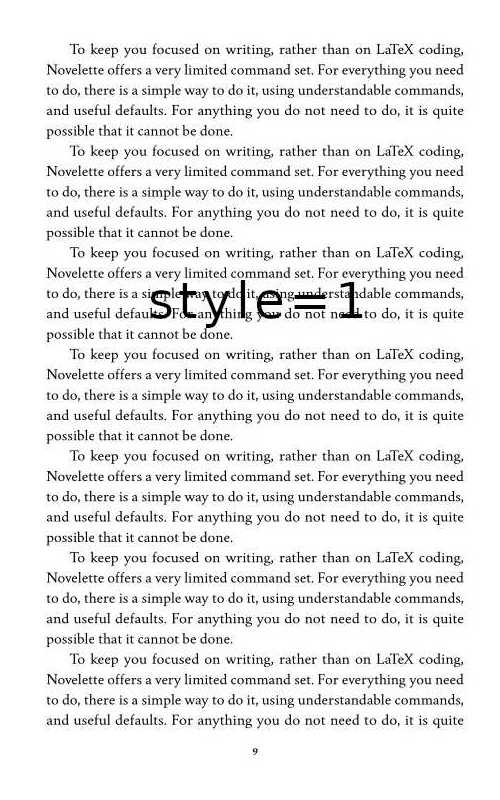 To keep you focused on writing, rather than on LaTeX coding,
Novelette offers a very limited command set. For everything you need
to do, there is a simple way to do it, using understandable commands,
and useful defaults. For anything you do not need to do, it is quite
possible that it cannot be done.
To keep you focused on writing, rather than on LaTeX coding,
Novelette offers a very limited command set. For everything you need
to do, there is a simple way to do it, using understandable commands,
and useful defaults. For anything you do not need to do, it is quite
possible that it cannot be done.
To keep you focused on writing, rather than on LaTeX coding,
Novelette offers a very limited command set. For everything you need
to do, there is a simple way to do it, using understandable commands,
style=1
and useful defaults. For anything you do not need to do, it is quite
possible that it cannot be done.
To keep you focused on writing, rather than on LaTeX coding,
Novelette offers a very limited command set. For everything you need
to do, there is a simple way to do it, using understandable commands,
and useful defaults. For anything you do not need to do, it is quite
possible that it cannot be done.
To keep you focused on writing, rather than on LaTeX coding,
Novelette offers a very limited command set. For everything you need
to do, there is a simple way to do it, using understandable commands,
and useful defaults. For anything you do not need to do, it is quite
possible that it cannot be done.
To keep you focused on writing, rather than on LaTeX coding,
Novelette offers a very limited command set. For everything you need
to do, there is a simple way to do it, using understandable commands,
and useful defaults. For anything you do not need to do, it is quite
possible that it cannot be done.
To keep you focused on writing, rather than on LaTeX coding,
Novelette offers a very limited command set. For everything you need
to do, there is a simple way to do it, using understandable commands,
and useful defaults. For anything you do not need to do, it is quite
9